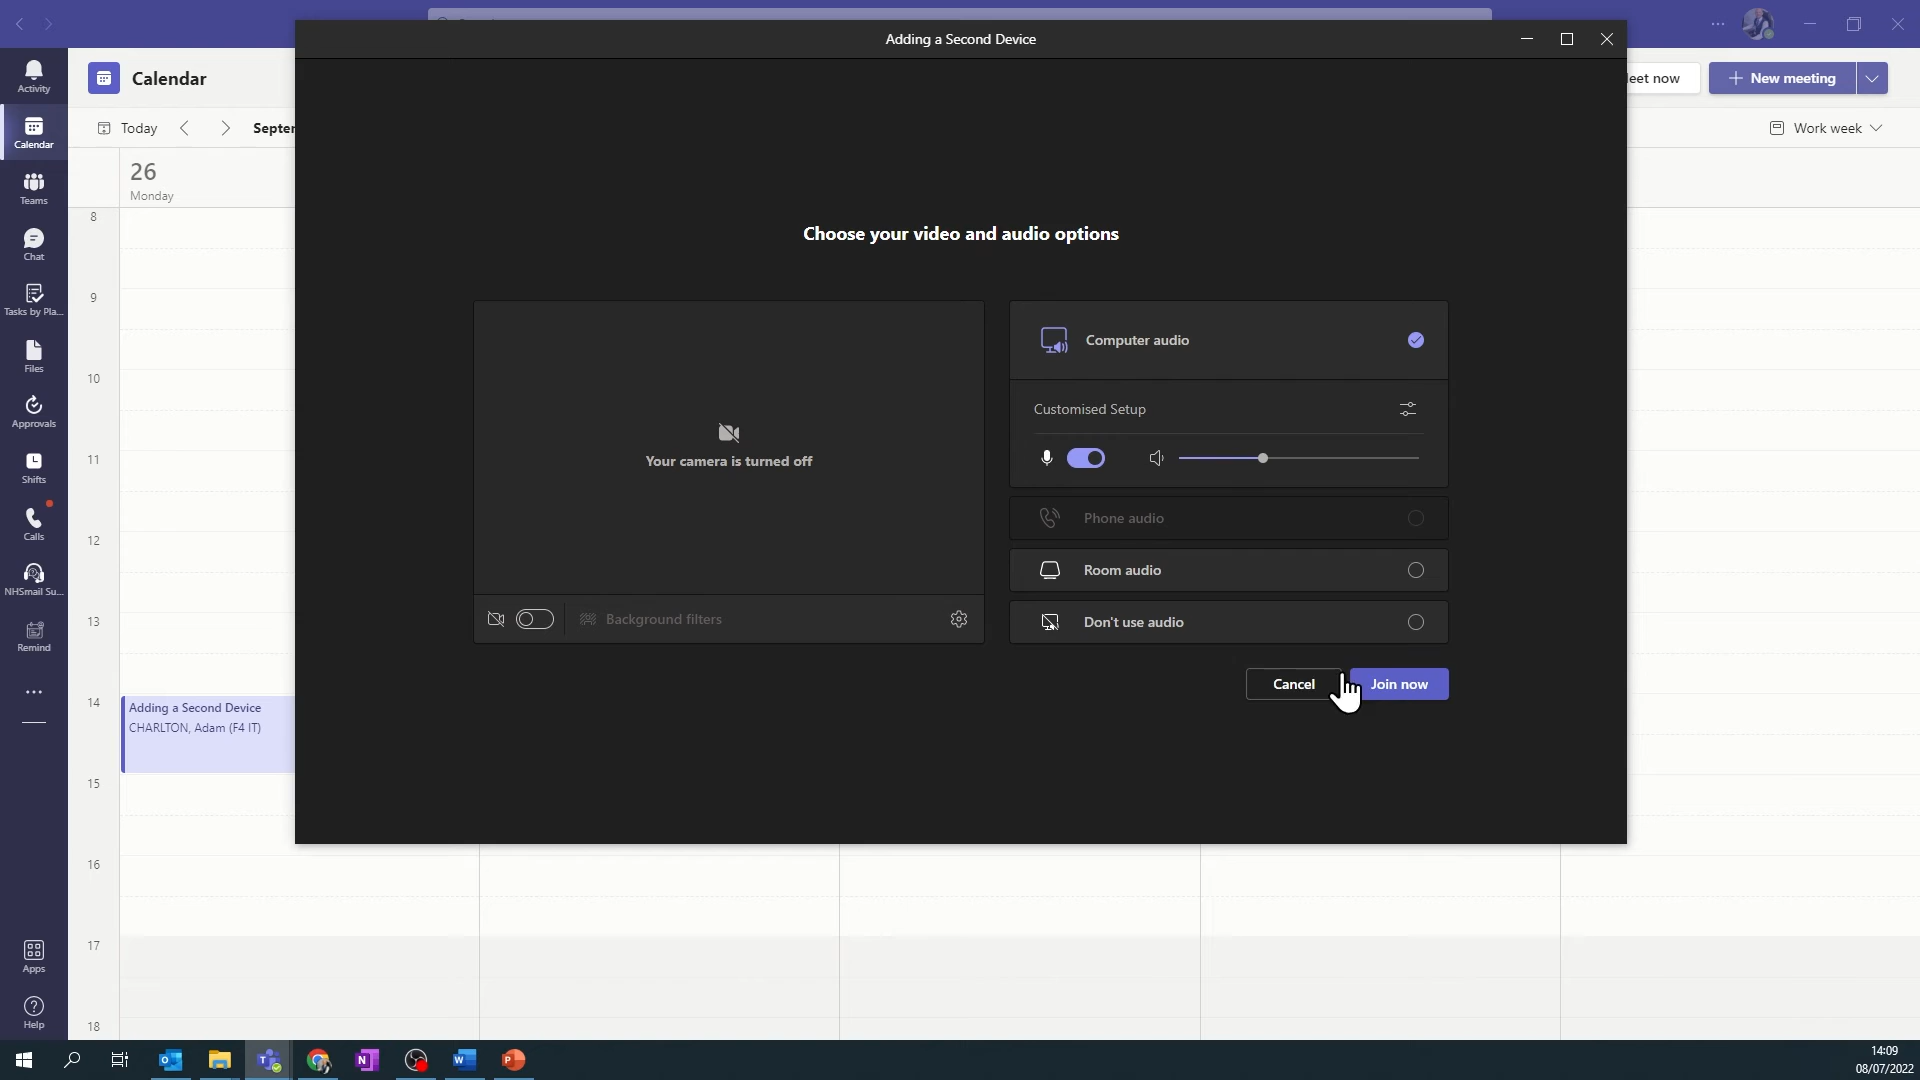 Adding a Second Device
Activity
Calendar
eet now
New meeting
Calendar
Today
Septer
Work week
Teams
26
Monday
8
Chat
Choose your video and audio options
9
Tasks by Pla...
Computer audio
Files
10
Customised Setup
Approvals
Your camera is turned off
11
Shifts
Phone audio
Calls
12
Room audio
NHSmail Su...
Background filters
Don't use audio
13
Remind
Cancel
Join now
14
Adding a Second Device
CHARLTON, Adam (F4 IT)
15
16
17
Apps
Help
18
14:09
08/07/2022